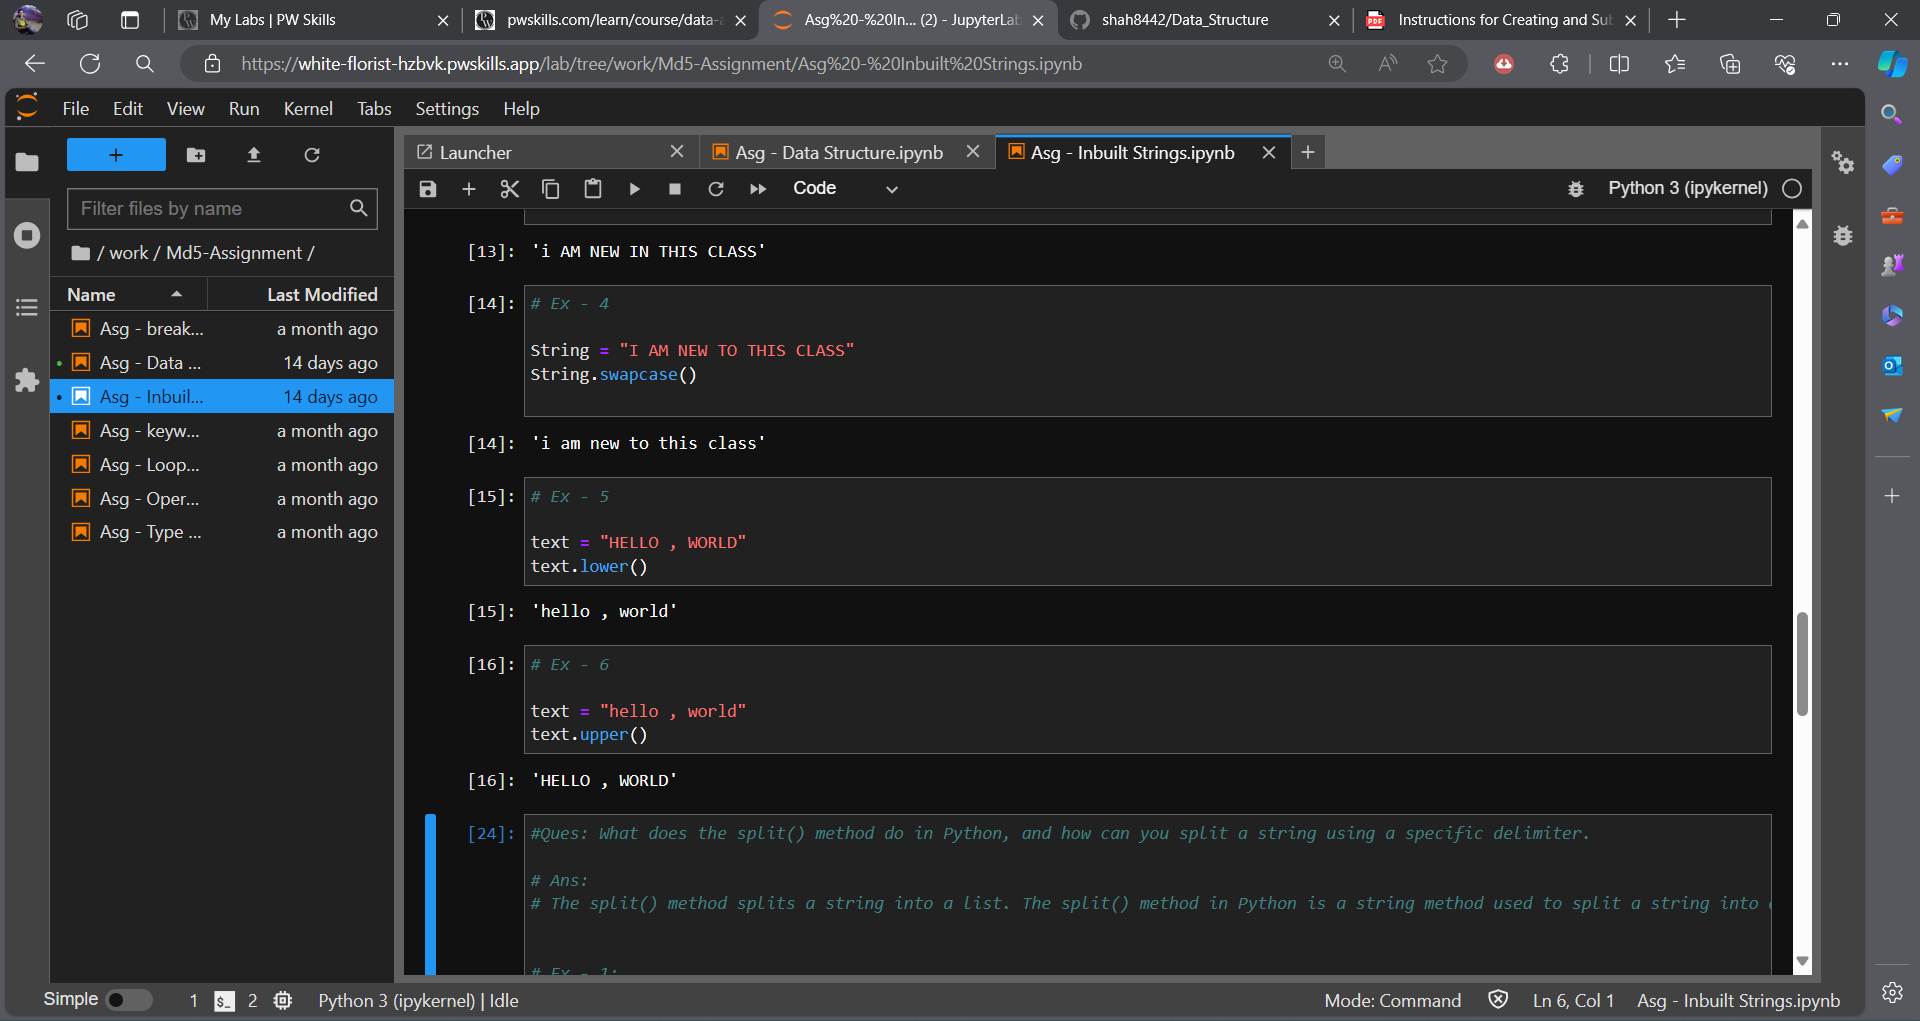 My Labs | PW Skills
pwskills.com/learn/course/data-
Asg%20-%20In... (2) - JupyterLab
shah8442/Data_Structure
Instructions for Creating and Sub
https://white-florist-hzbvk.pwskills.app/lab/tree/work/Md5-Assignment/Asg%20-%20Inbuilt%20Strings.ipynb
File Edit View Run Kernel Tabs Settings Help
Filter files by name
/ work / Md5-Assignment /
Name Last Modified
Asg - break... a month ago
Asg - Data ... 14 days ago
Asg - Inbuil... 14 days ago
Asg - keyw... a month ago
Asg - Loop... a month ago
Asg - Oper... a month ago
Asg - Type ... a month ago
Launcher
Asg - Data Structure.ipynb
Asg - Inbuilt Strings.ipynb
Code
Python 3 (ipykernel)
[13]: 'i AM NEW IN THIS CLASS'
[14]: # Ex - 4
String = "I AM NEW TO THIS CLASS"
String.swapcase()
[14]: 'i am new to this class'
[15]: # Ex - 5
text = "HELLO , WORLD"
text.lower()
[15]: 'hello , world'
[16]: # Ex - 6
text = "hello , world"
text.upper()
[16]: 'HELLO , WORLD'
[24]: #Ques: What does the split() method do in Python, and how can you split a string using a specific delimiter.
# Ans:
# The split() method splits a string into a list. The split() method in Python is a string method used to split a string into
# Ex - 1:
Simple 1 $_ 2 Python 3 (ipykernel) | Idle
Mode: Command Ln 6, Col 1 Asg - Inbuilt Strings.ipynb